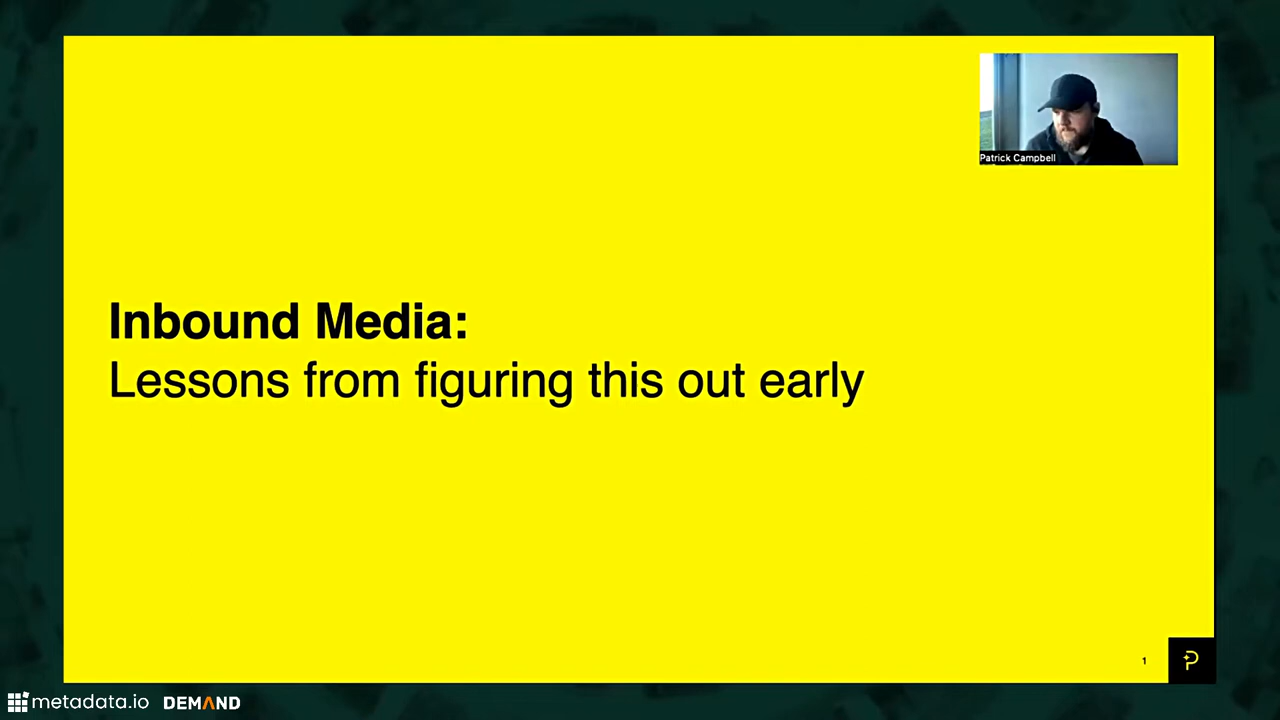 Patrick Campbell
Inbound Media:
Lessons from figuring this out early
1
P
metadata.io DEMAND